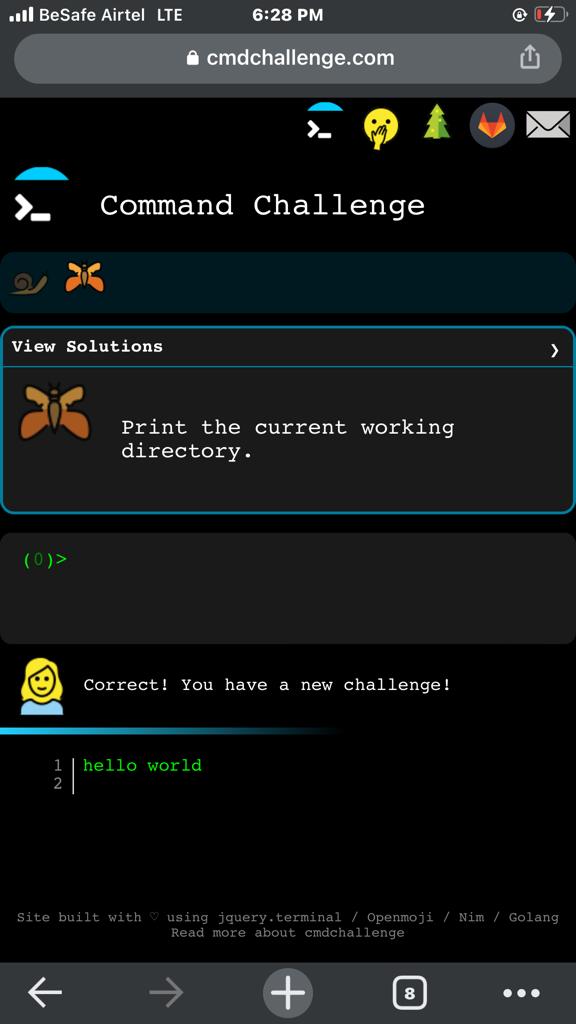 BeSafe Airtel LTE 6:28 PM
cmdchallenge.com
Command Challenge
View Solutions ❯
Print the current working
directory.
(0)>
Correct! You have a new challenge!
1 hello world
2
Site built with ♡ using jquery.terminal / Openmoji / Nim / Golang
Read more about cmdchallenge
8